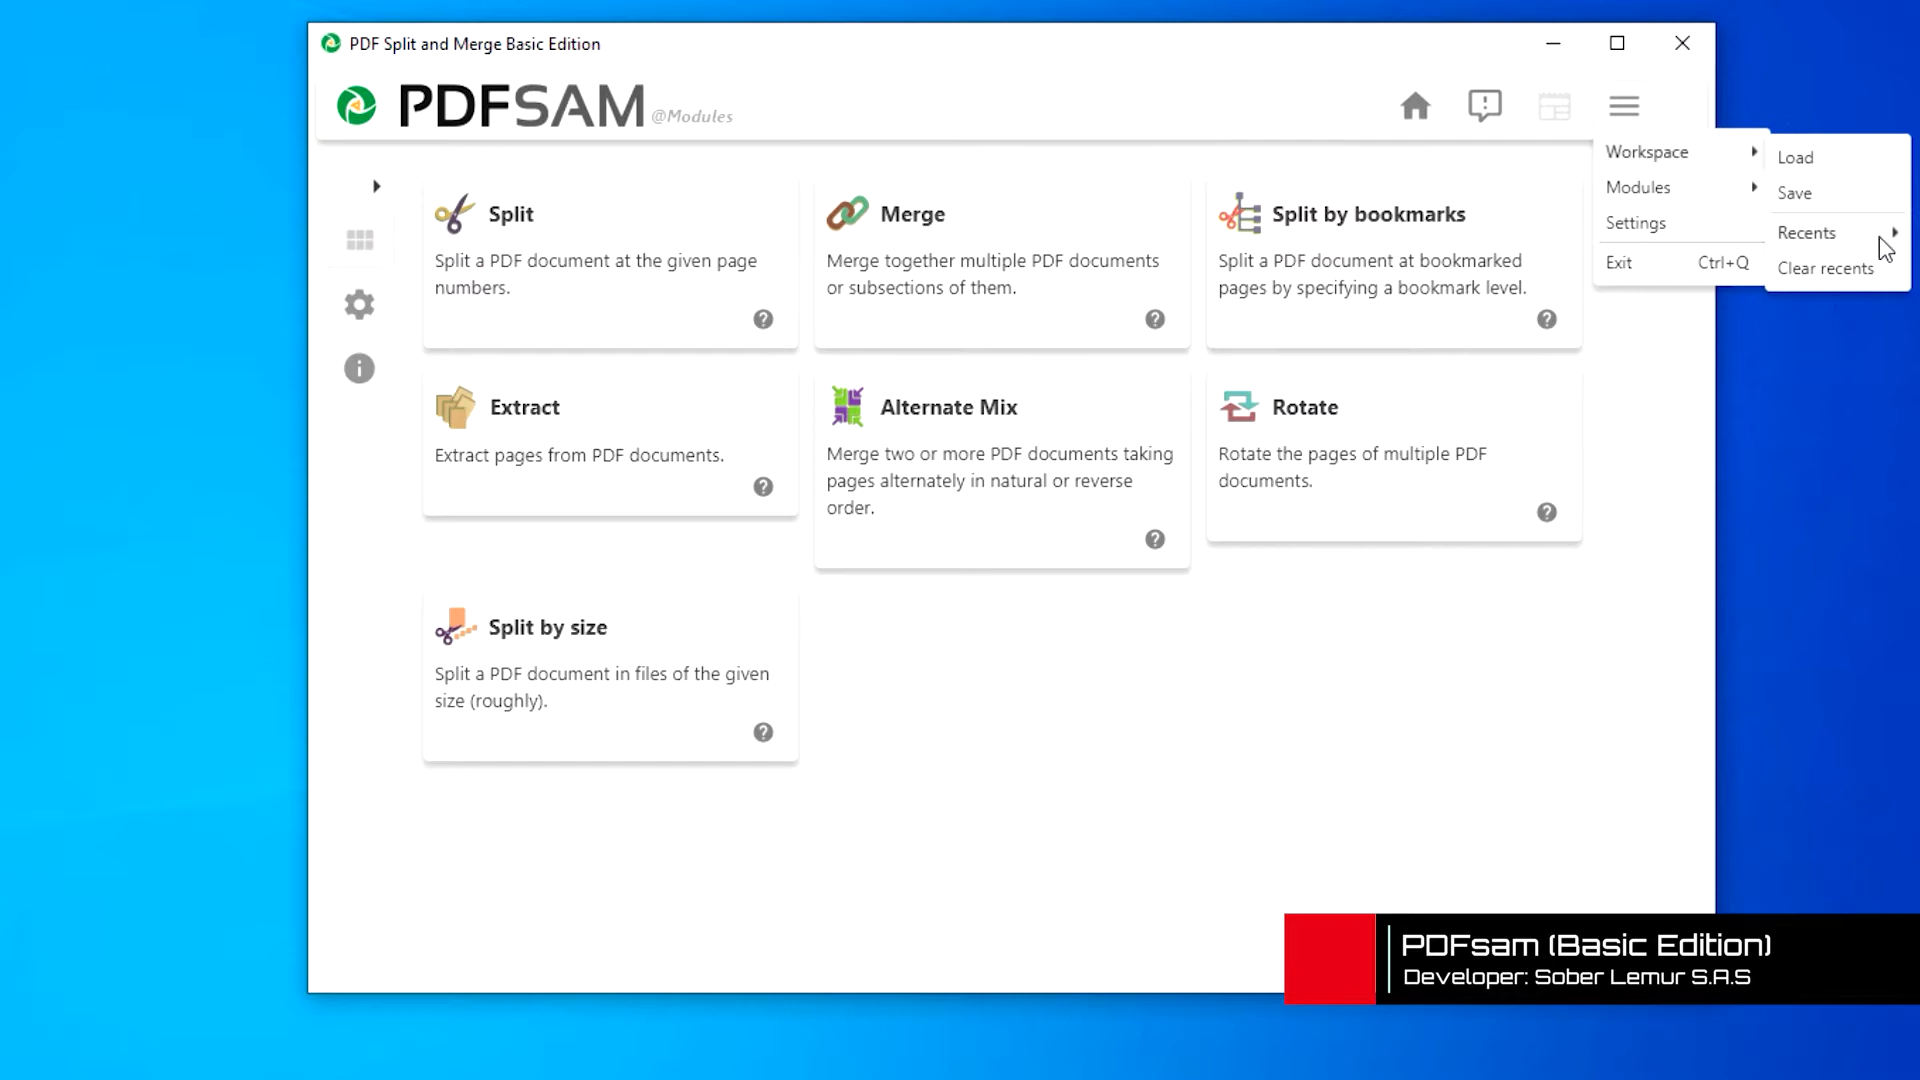 PDF Split and Merge Basic Edition
PDFSAM @Modules
Workspace
Modules
Settings
Exit Ctrl+Q
Load
Save
Recents
Clear recents
Split
Split a PDF document at the given page
numbers.
Merge
Merge together multiple PDF documents
or subsections of them.
Split by bookmarks
Split a PDF document at bookmarked
pages by specifying a bookmark level.
Extract
Extract pages from PDF documents.
Alternate Mix
Merge two or more PDF documents taking
pages alternately in natural or reverse
order.
Rotate
Rotate the pages of multiple PDF
documents.
Split by size
Split a PDF document in files of the given
size (roughly).
PDFsam (Basic Edition)
Developer: Sober Lemur S.A.S